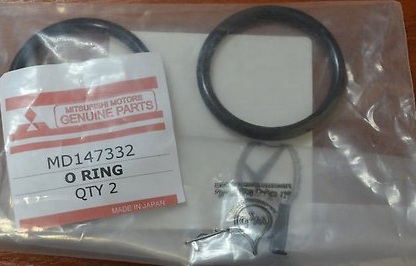 MITSUBISHI MOTORS
GENUINE PARTS
MD147332
O RING
QTY 2
MADE IN JAPAN